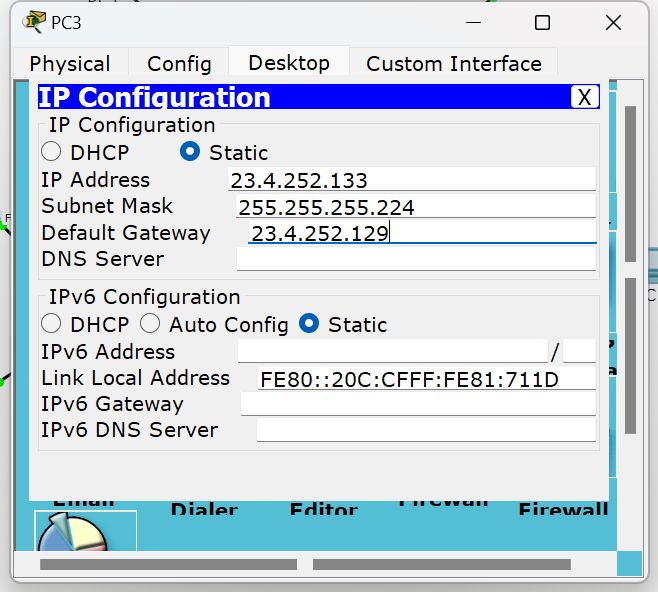 PC3
Physical Config Desktop Custom Interface
IP Configuration X
IP Configuration
DHCP Static
IP Address 23.4.252.133
Subnet Mask 255.255.255.224
Default Gateway 23.4.252.129
DNS Server
IPv6 Configuration
DHCP Auto Config Static
IPv6 Address /
Link Local Address FE80::20C:CFFF:FE81:711D
IPv6 Gateway
IPv6 DNS Server
Email Dialer Editor Firewall Firewall